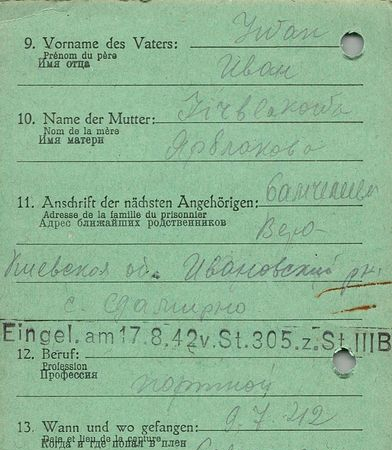 9. Vorname des Vaters: Iwan
Prénom du père
Имя отца Иван
10. Name der Mutter:
Nom de la mère
Имя матери
11. Anschrift der nächsten Angehörigen:
Adresse de la famille du prisonnier
Адрес ближайших родственников Вера
Киевская об. Ивановский рн.
с.
Eingel. am 17.8.42 v. St. 305. z. St. III B
12. Beruf:
Profession
Профессия портной
13. Wann und wo gefangen: 9.7.
Date et lieu de la capture
Когда и где попал в плен